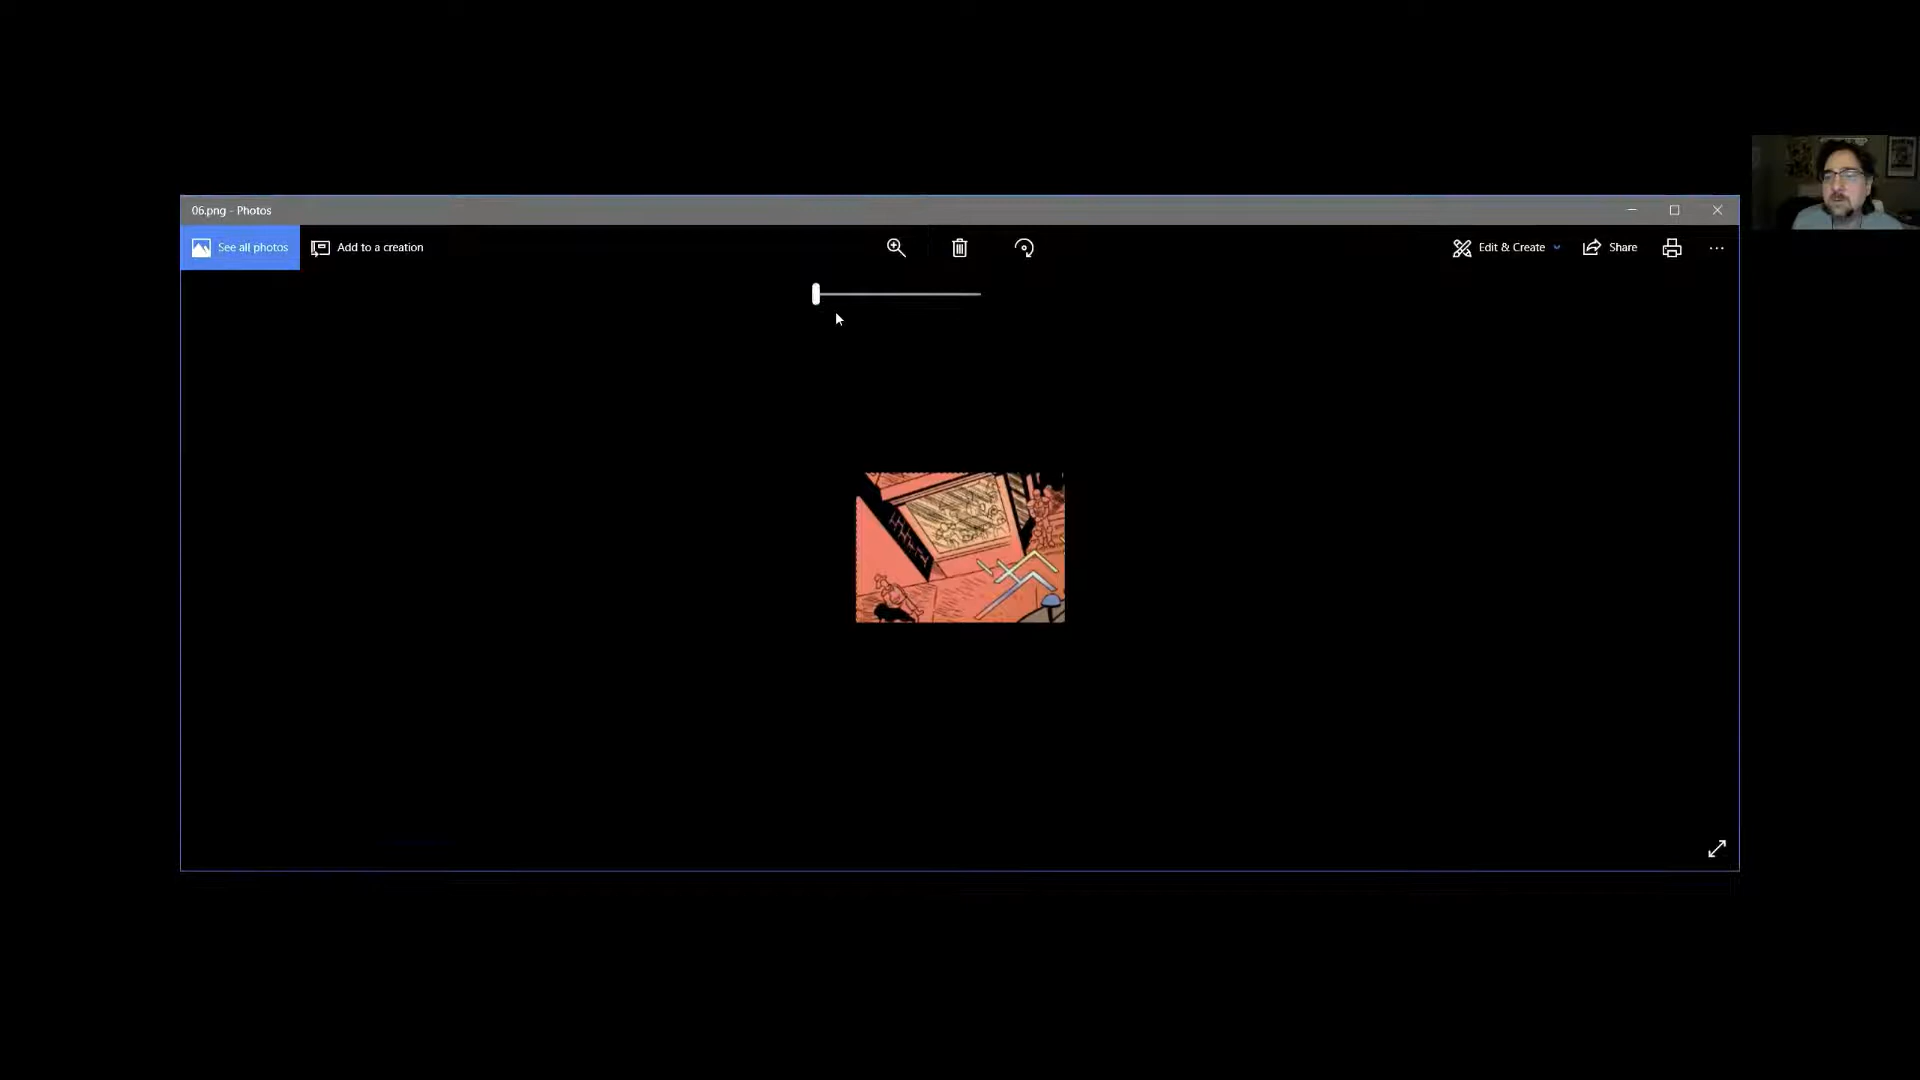 06.png - Photos
See all photos
Add to a creation
Edit & Create
Share